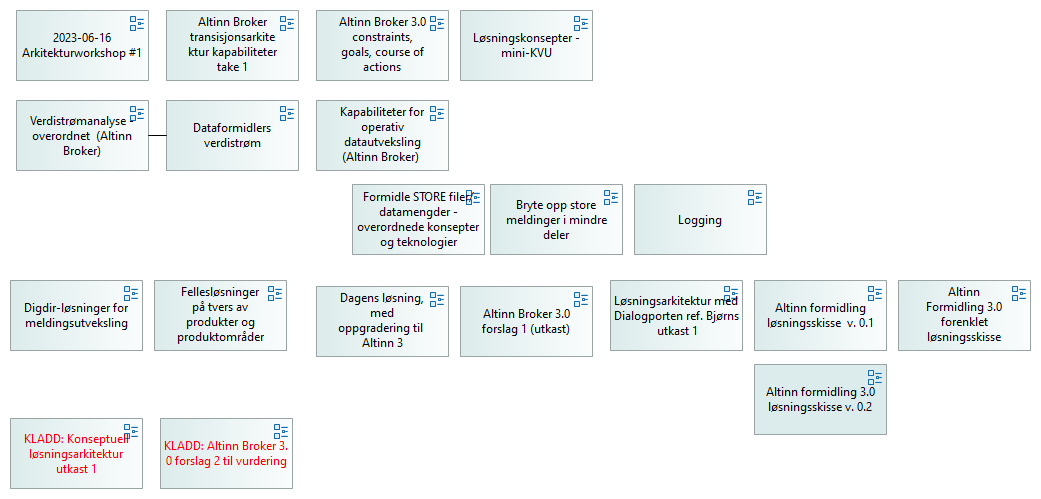 2023-06-16
Arkitekturworkshop #1
Altinn Broker
transisjonsarkite
ktur kapabiliteter
take 1
Altinn Broker 3.0
constraints,
goals, course of
actions
Løsningskonsepter -
mini-KVU
Verdistrømanalyse -
overordnet  (Altinn
Broker)
Dataformidlers
verdistrøm
Kapabiliteter for
operativ
datautveksling
(Altinn Broker)
Formidle STORE filer/
datamengder -
overordnede konsepter
og teknologier
Bryte opp store
meldinger i mindre
deler
Logging
Digdir-løsninger for
meldingsutveksling
Fellesløsninger
på tvers av
produkter og
produktområder
Dagens løsning,
med
oppgradering til
Altinn 3
Altinn Broker 3.0
forslag 1 (utkast)
Løsningsarkitektur med
Dialogporten ref. Bjørns
utkast 1
Altinn formidling
løsningsskisse  v. 0.1
Altinn
Formidling 3.0
forenklet
løsningsskisse
Altinn formidling 3.0
løsningsskisse v. 0.2
KLADD: Konseptuell
løsningsarkitektur
utkast 1
KLADD: Altinn Broker 3.
0 forslag 2 til vurdering